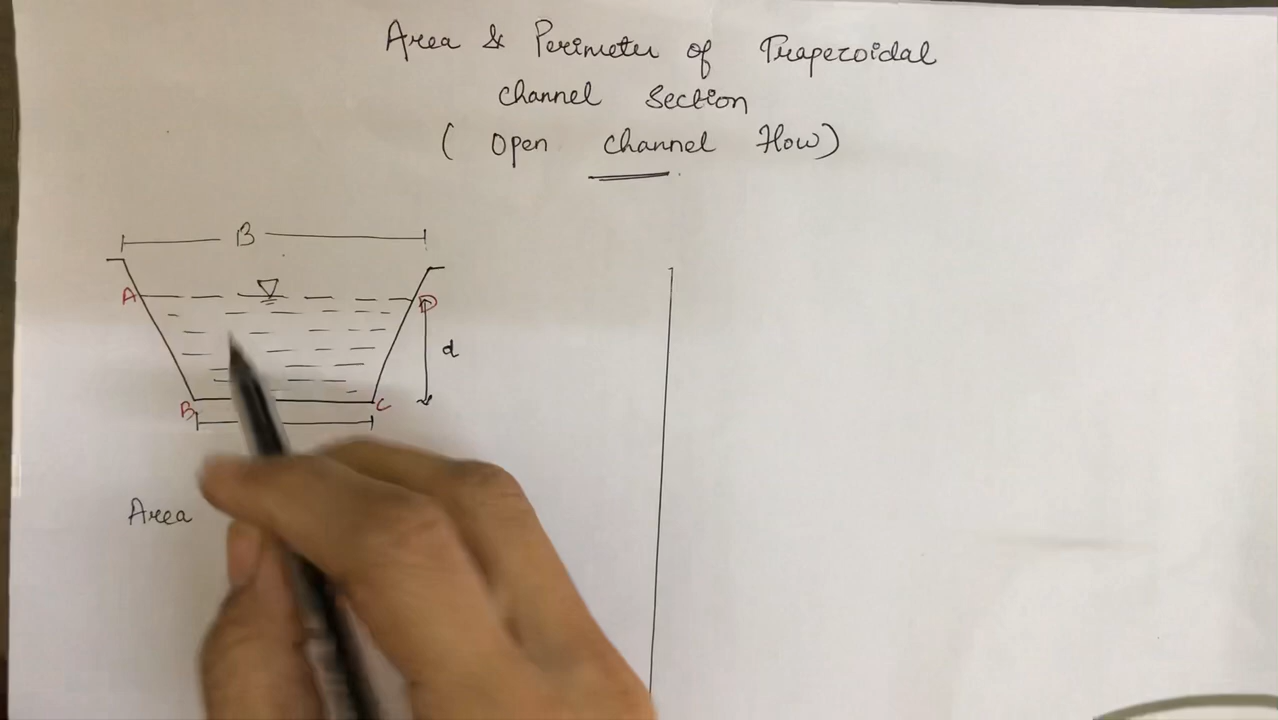 Area & Perimeter of Trapezoidal
channel Section
( Open channel Flow)
B
A
D
d
B
C
Area